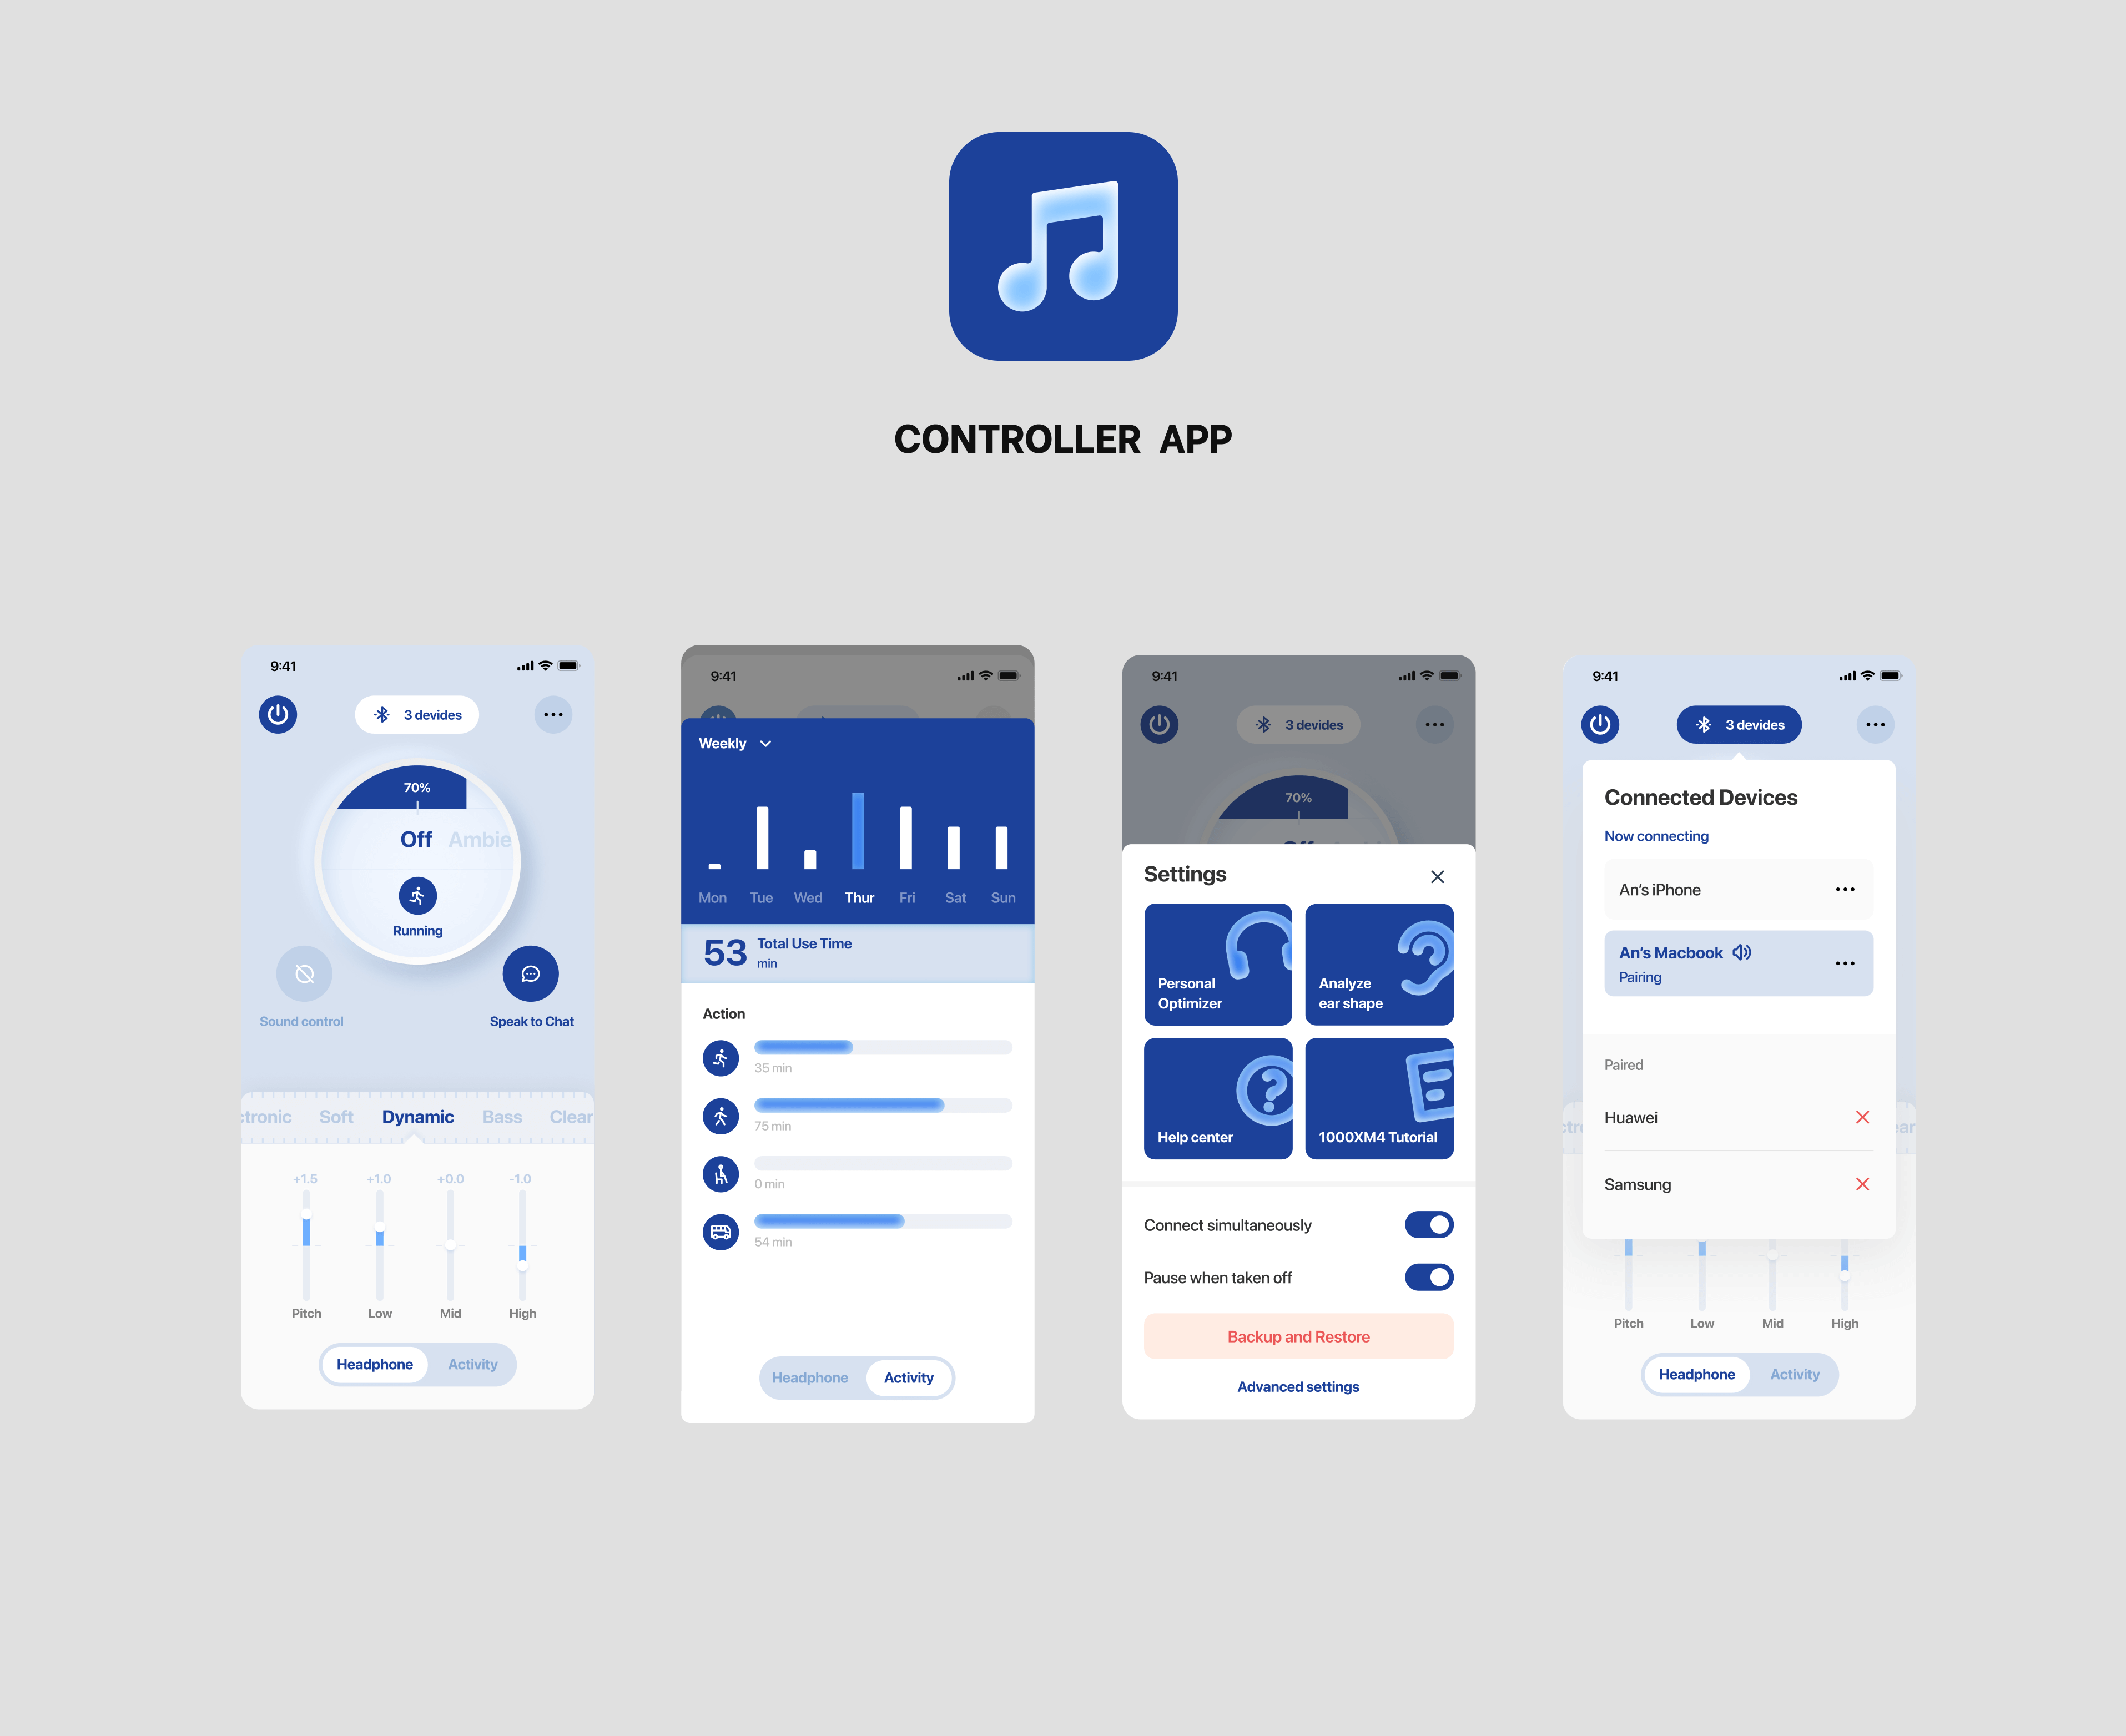 CONTROLLER APP
9:41
3 devides
70%
Off Ambie
Running
Sound control
Speak to Chat
ctronic Soft Dynamic Bass Clear
+1.5 +1.0 +0.0 -1.0
Pitch Low Mid High
Headphone Activity
9:41
Weekly
Mon Tue Wed Thur Fri Sat Sun
53 Total Use Time
min
Action
35 min
75 min
0 min
54 min
Headphone Activity
9:41
3 devides
70%
Settings
Personal
Optimizer
Analyze
ear shape
Help center
1000XM4 Tutorial
Connect simultaneously
Pause when taken off
Backup and Restore
Advanced settings
9:41
3 devides
Connected Devices
Now connecting
An's iPhone
An's Macbook
Pairing
Paired
Huawei
Samsung
Pitch Low Mid High
Headphone Activity